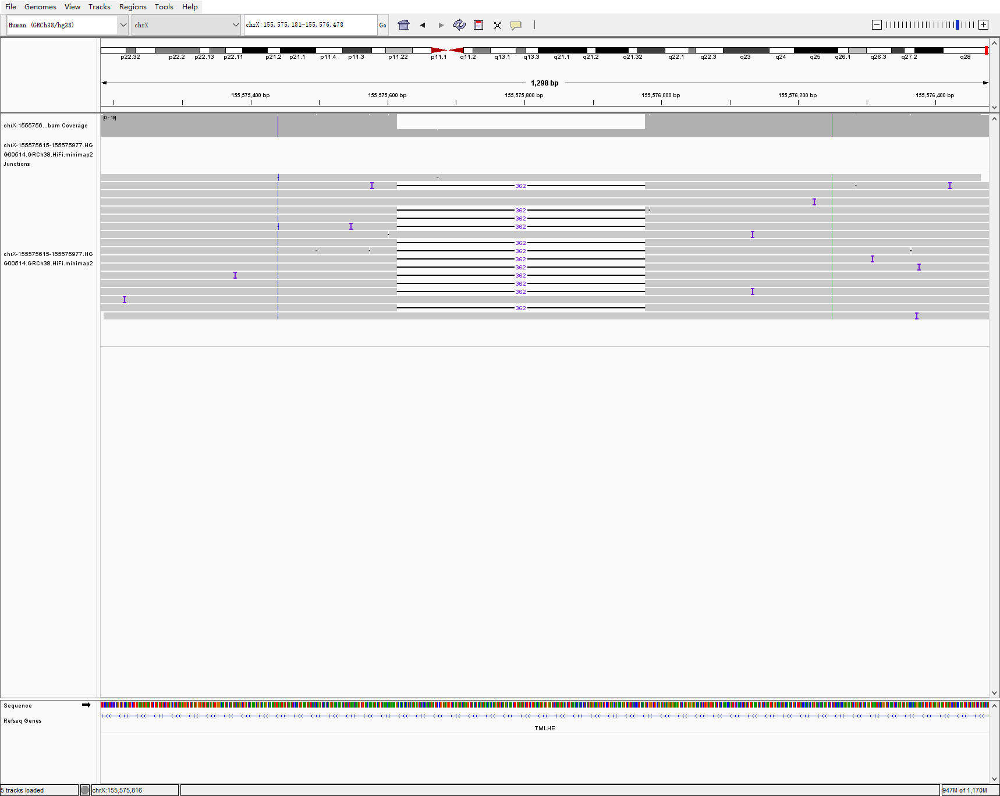 File Genomes View Tracks Regions Tools Help
Human (GRCh38/hg38) chrX chrX:155,575,181-155,576,478 Go
p22.32 p22.2 p22.13 p22.11 p21.2 p21.1 p11.4 p11.3 p11.22 p11.1 q11.2 q13.1 q13.3 q21.1 q21.2 q21.32 q22.1 q22.3 q23 q24 q25 q26.1 q26.3 q27.2 q28
1,298 bp
155,575,400 bp 155,575,600 bp 155,575,800 bp 155,576,000 bp 155,576,200 bp 155,576,400 bp
[0 - 18]
chrX-1555756...bam Coverage
chrX-155575615-155575977.HG
G00514.GRCh38.HiFi.minimap2
Junctions
362
362
362
362
362
362
chrX-155575615-155575977.HG
362
G00514.GRCh38.HiFi.minimap2
362
362
362
362
362
Sequence
Refseq Genes
TMLHE
5 tracks loaded chrX:155,575,816 947M of 1,170M